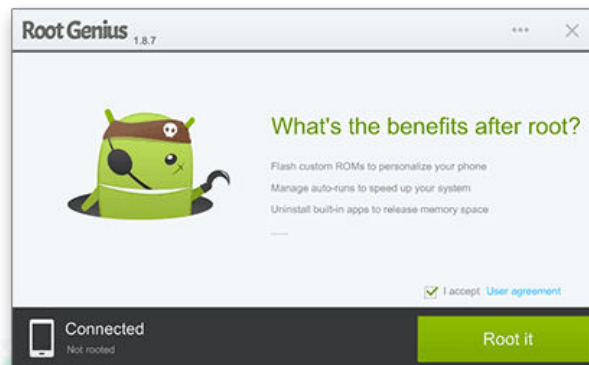 Root Genius 1.8.7
What's the benefits after root?
Flash custom ROMs to personalize your phone
Manage auto-runs to speed up your system
Uninstall built-in apps to release memory space
......
I accept User agreement
Connected
Not rooted
Root it